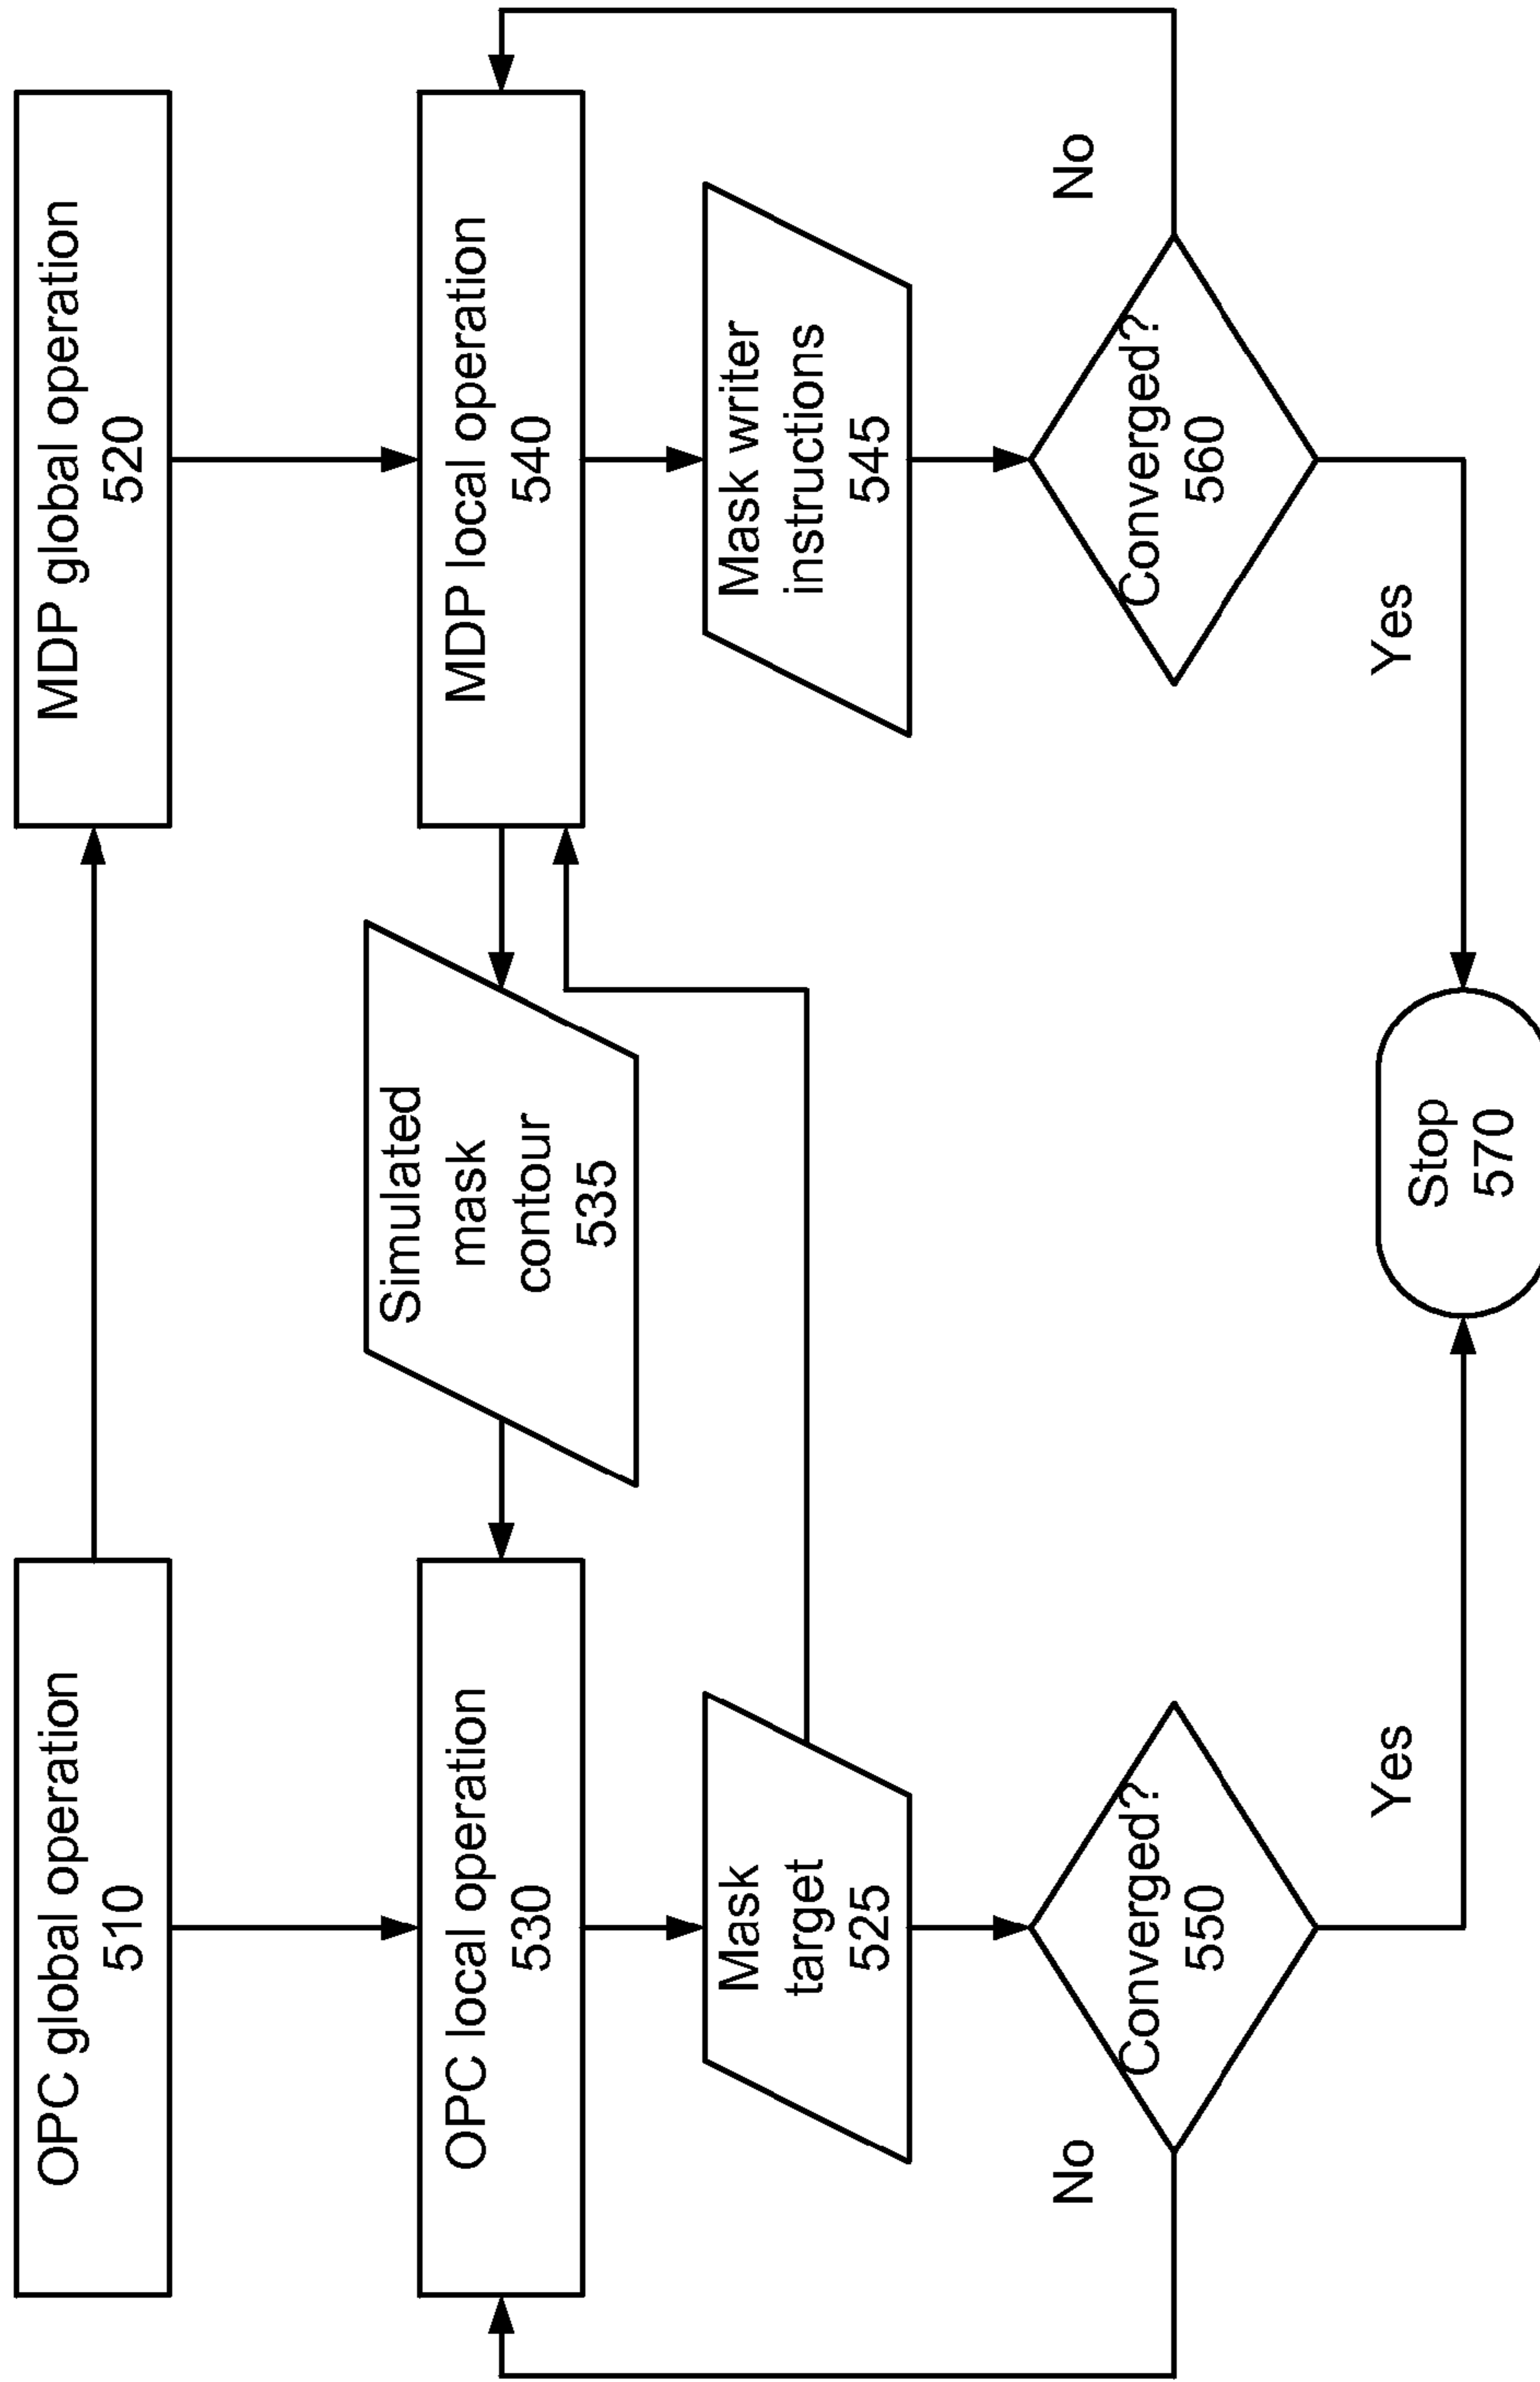 OPC global operation
510
MDP global operation
520
OPC local operation
530
Simulated
mask
contour
535
MDP local operation
540
Mask
target
525
Mask writer
instructions
545
No
Converged?
550
Converged?
560
No
Yes
Yes
Stop
570